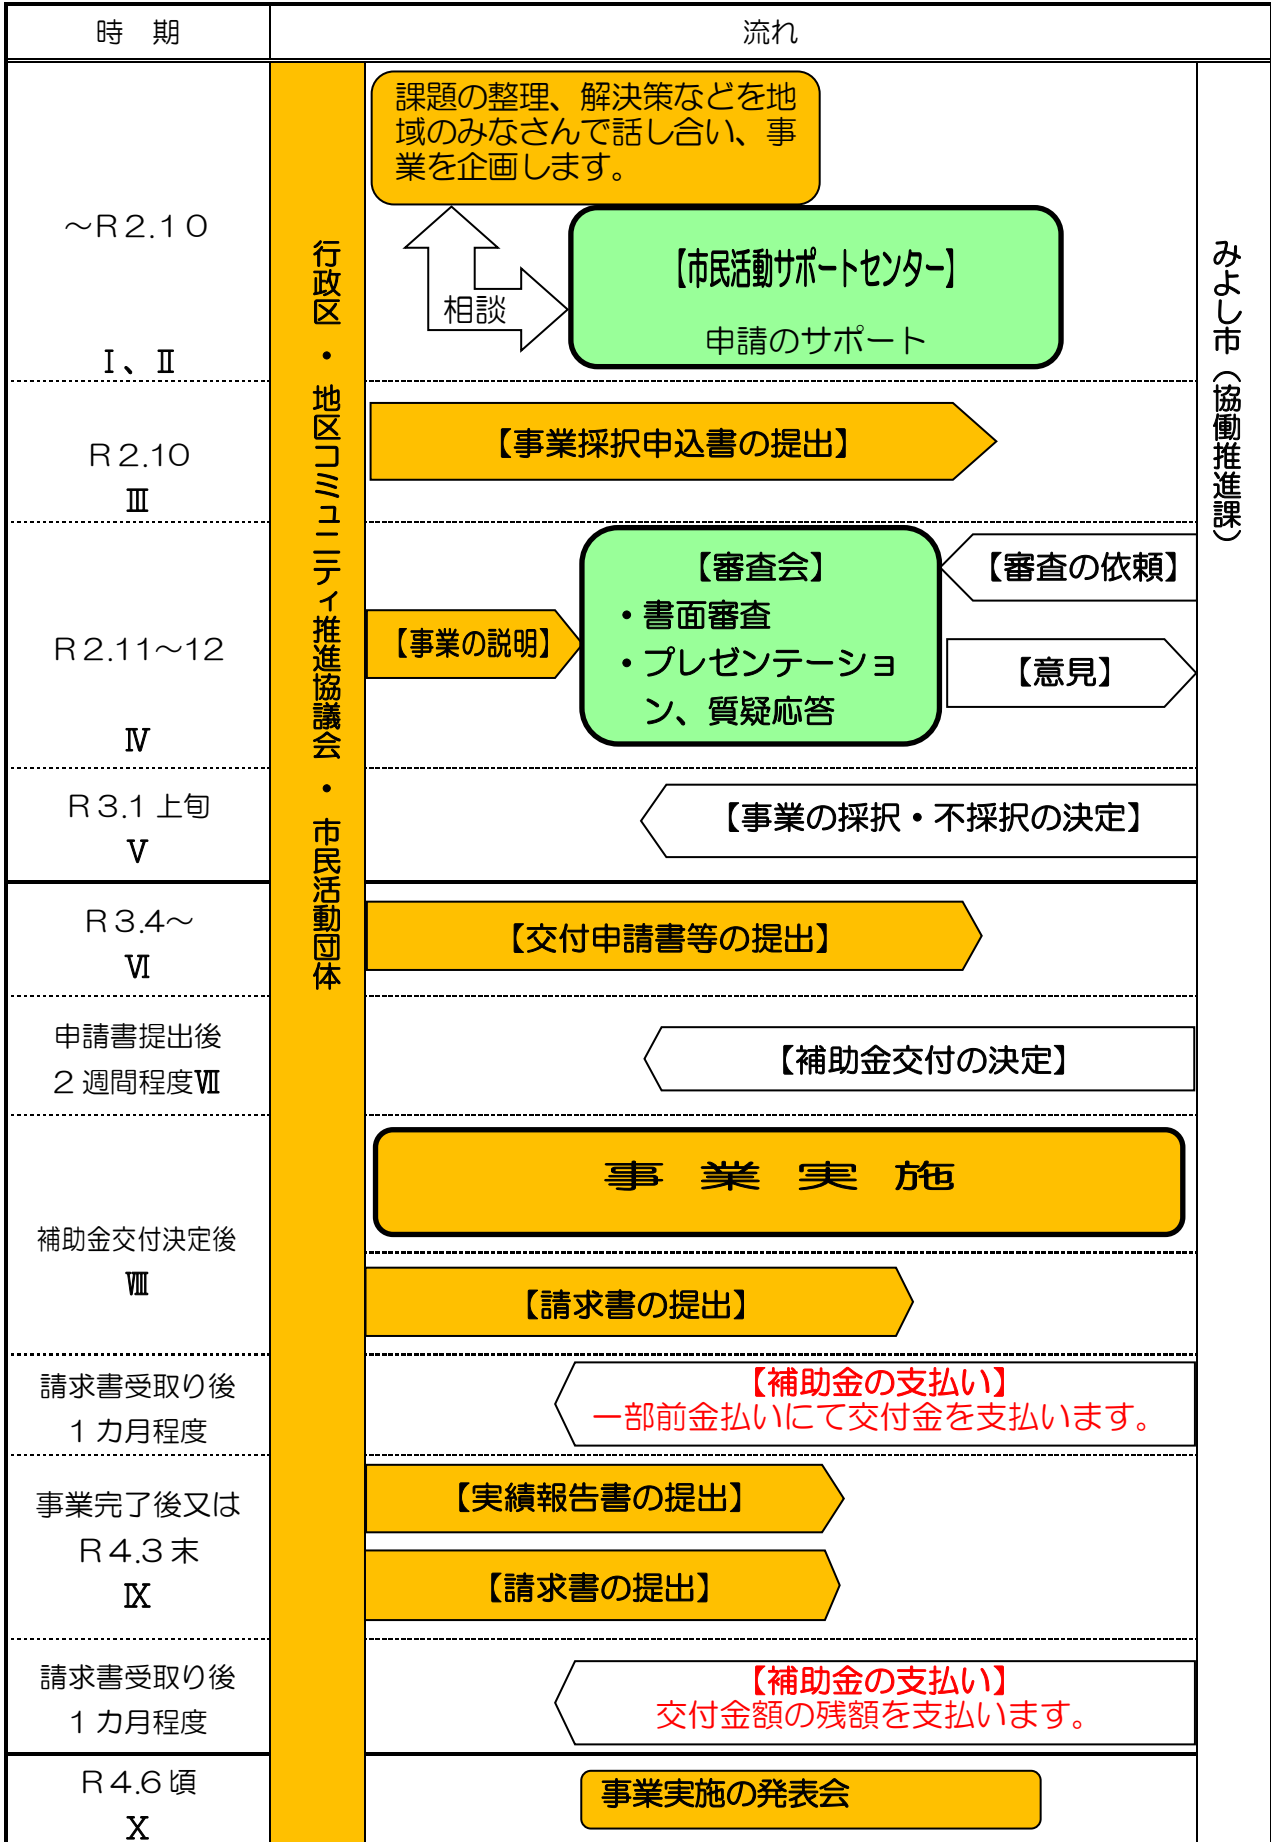 時　期
流れ
行政区・地区コミュニティ推進協議会・市民活動団体
みよし市（協働推進課）
～R２.１０
Ⅰ、Ⅱ
課題の整理、解決策などを地
域のみなさんで話し合い、事
業を企画します。
相談
【市民活動サポートセンター】
申請のサポート
R２.10
Ⅲ
【事業採択申込書の提出】
R２.11～12
Ⅳ
【事業の説明】
【審査会】
・書面審査
・プレゼンテーショ
ン、質疑応答
【審査の依頼】
【意見】
R３.1 上旬
Ⅴ
【事業の採択・不採択の決定】
R３.4～
Ⅵ
【交付申請書等の提出】
申請書提出後
２週間程度Ⅶ
【補助金交付の決定】
補助金交付決定後
Ⅷ
事　業　実　施
【請求書の提出】
請求書受取り後
１カ月程度
【補助金の支払い】
一部前金払いにて交付金を支払います。
事業完了後又は
R４.３末
Ⅸ
【実績報告書の提出】
【請求書の提出】
請求書受取り後
１カ月程度
【補助金の支払い】
交付金額の残額を支払います。
R４.６頃
Ⅹ
事業実施の発表会